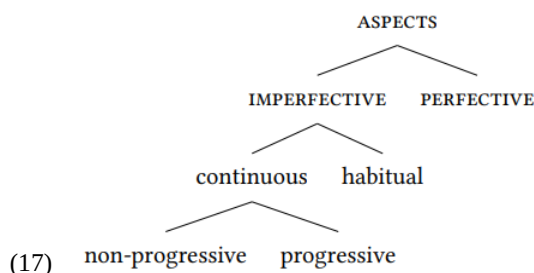 ASPECTS
IMPERFECTIVE PERFECTIVE
continuous habitual
(17) non-progressive progressive